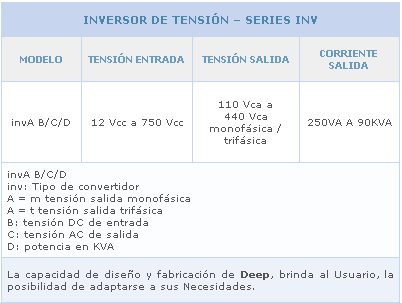 INVERSOR DE TENSIÓN – SERIES INV
MODELO
TENSIÓN ENTRADA
TENSIÓN SALIDA
CORRIENTE
SALIDA
invA B/C/D
12 Vcc a 750 Vcc
110 Vca a
440 Vca
monofásica /
trifásica
250VA A 90KVA
invA B/C/D
inv: Tipo de convertidor
A = m tensión salida monofásica
A = t tensión salida trifásica
B: tensión DC de entrada
C: tensión AC de salida
D: potencia en KVA
La capacidad de diseño y fabricación de Deep, brinda al Usuario, la
posibilidad de adaptarse a sus Necesidades.